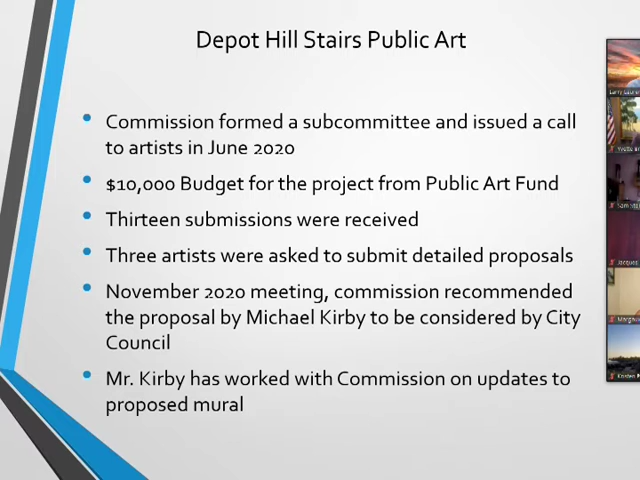 Depot Hill Stairs Public Art
Commission formed a subcommittee and issued a call
to artists in June 2020
$10,000 Budget for the project from Public Art Fund
Thirteen submissions were received
Three artists were asked to submit detailed proposals
November 2020 meeting, commission recommended
the proposal by Michael Kirby to be considered by City
Council
Mr. Kirby has worked with Commission on updates to
proposed mural